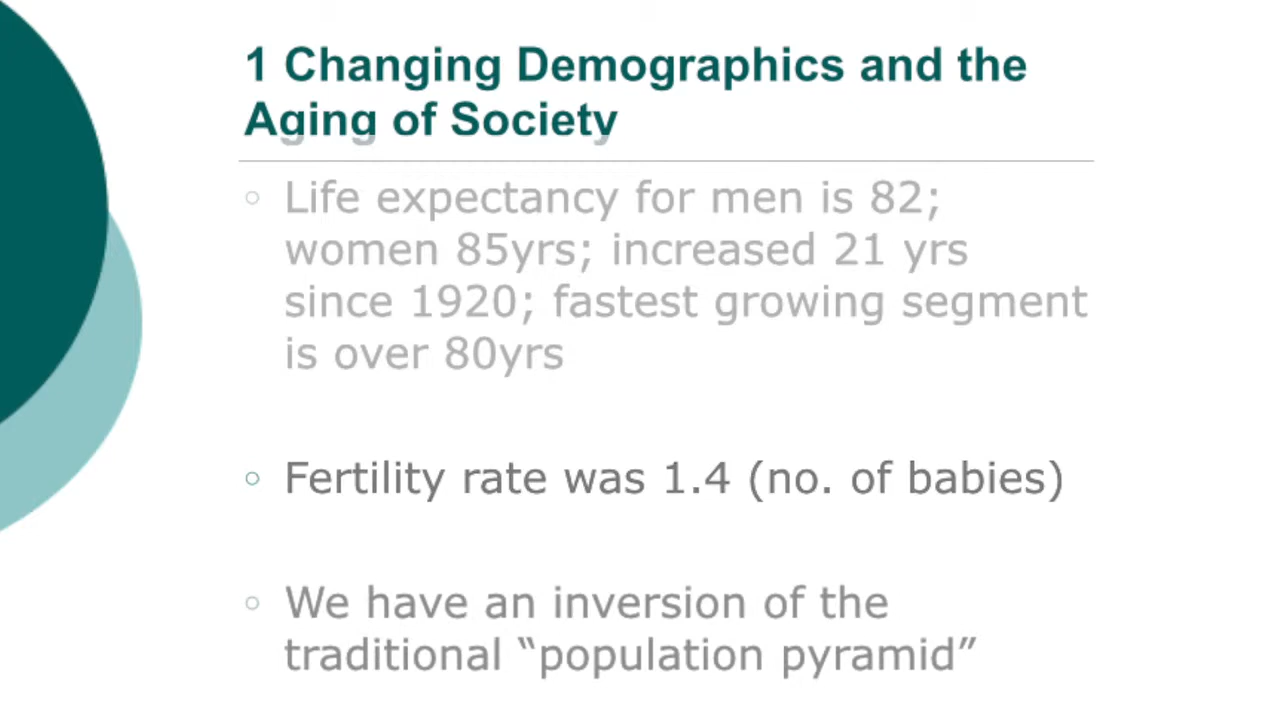 1 Changing Demographics and the
Aging of Society
○ Life expectancy for men is 82;
women 85yrs; increased 21 yrs
since 1920; fastest growing segment
is over 80yrs
○ Fertility rate was 1.4 (no. of babies)
○ We have an inversion of the
traditional “population pyramid”